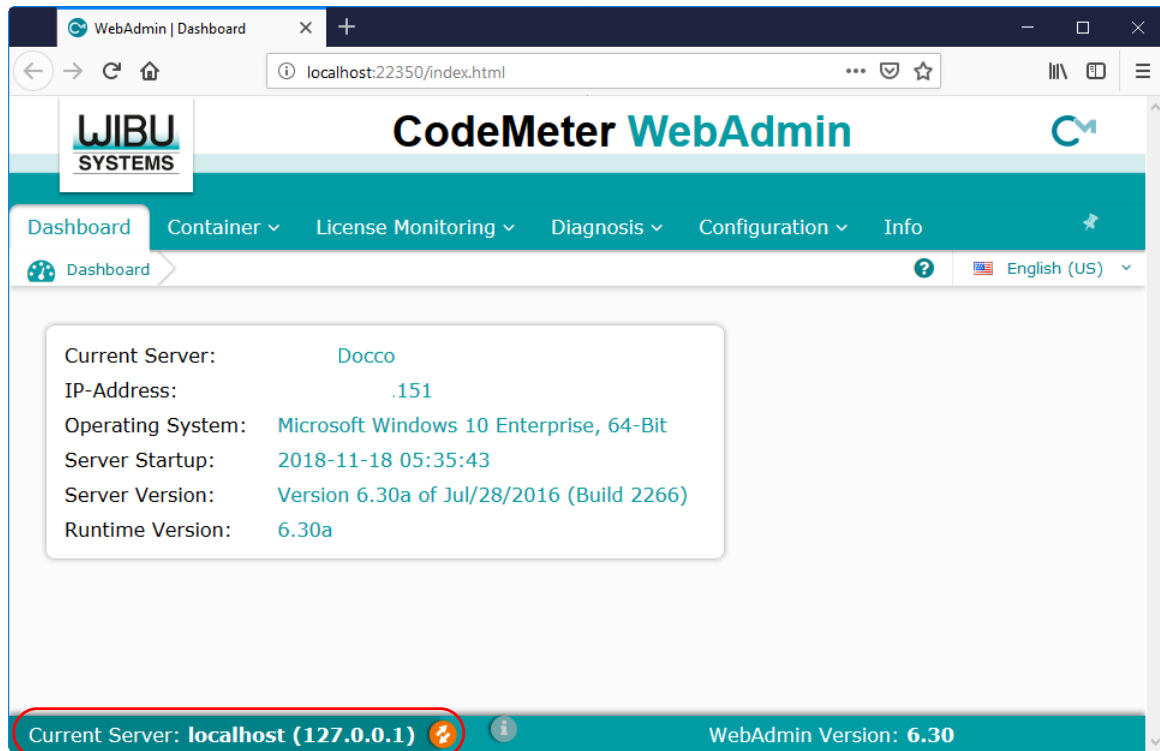 WebAdmin | Dashboard
localhost:22350/index.html
WIBU
SYSTEMS
CodeMeter WebAdmin
Dashboard Container License Monitoring Diagnosis Configuration Info
Dashboard
English (US)
Current Server: Docco
IP-Address: .151
Operating System: Microsoft Windows 10 Enterprise, 64-Bit
Server Startup: 2018-11-18 05:35:43
Server Version: Version 6.30a of Jul/28/2016 (Build 2266)
Runtime Version: 6.30a
Current Server: localhost (127.0.0.1) WebAdmin Version: 6.30